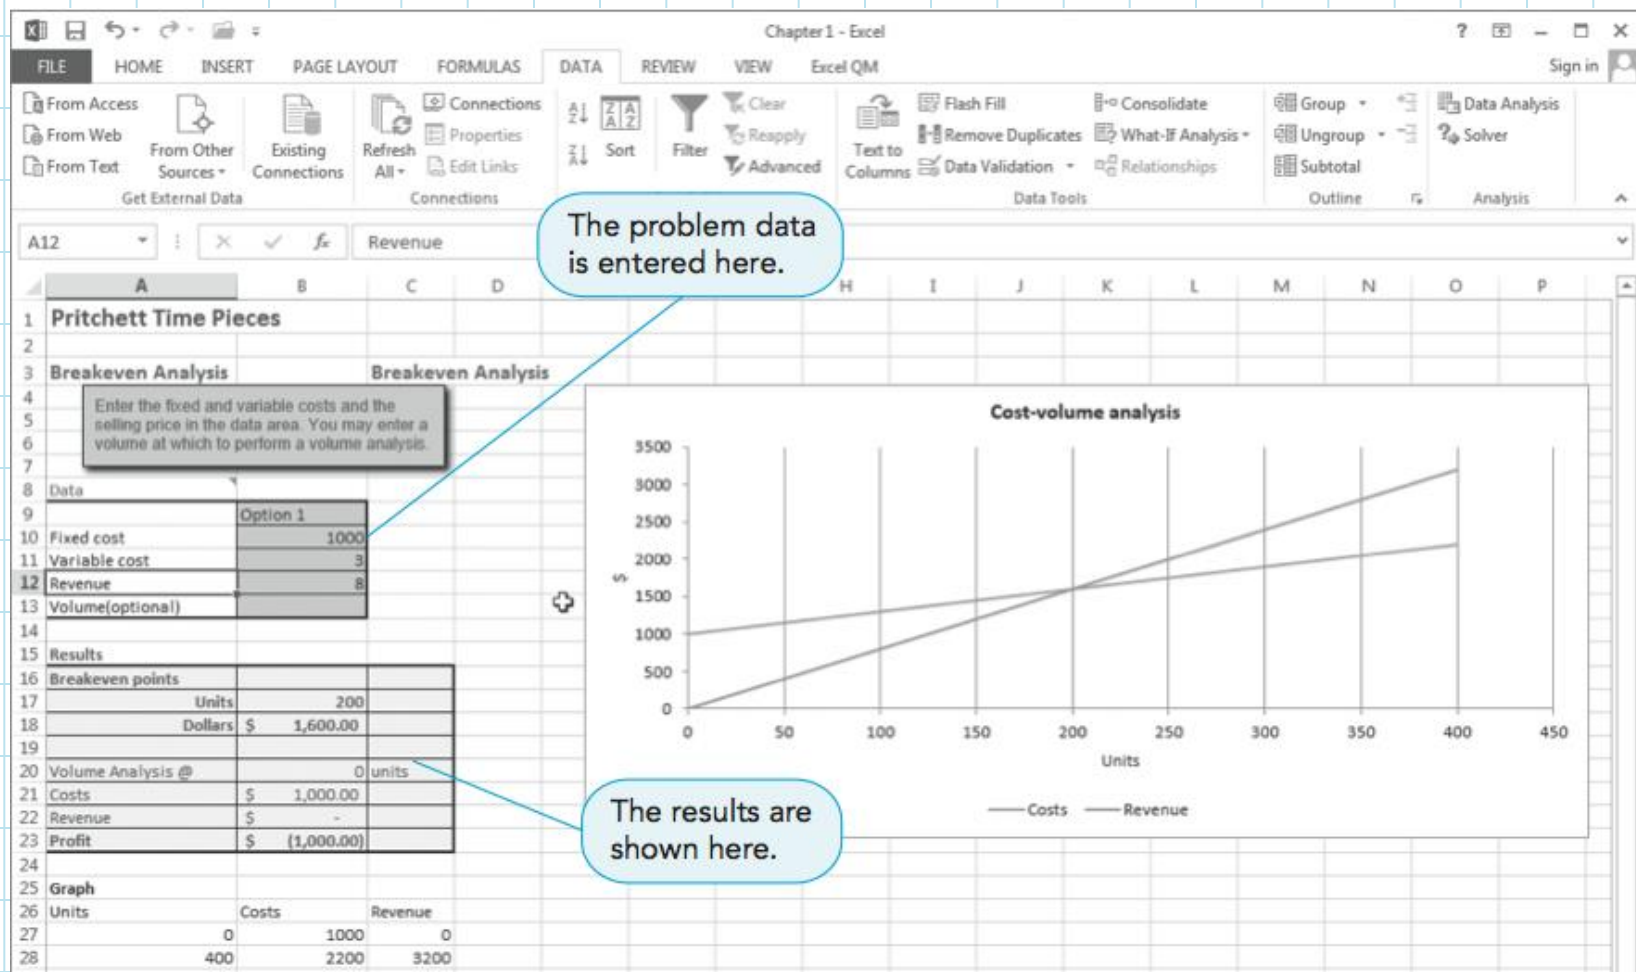 Chapter1 - Excel
?
FILE HOME INSERT PAGE LAYOUT FORMULAS DATA REVIEW VIEW Excel QM Sign in
From Access
From Web
From Text
From Other
Sources
Get External Data
Existing
Connections
Refresh
All
Connections
Properties
Edit Links
Connections
Sort
Filter
Clear
Reapply
Advanced
Text to
Columns
Flash Fill
Remove Duplicates
Data Validation
Consolidate
What-If Analysis
Relationships
Data Tools
Group
Ungroup
Subtotal
Outline
Data Analysis
Solver
Analysis
The problem data
is entered here.
A12 fx Revenue
A B C D H I J K L M N O P
1 Pritchett Time Pieces
2
3 Breakeven Analysis Breakeven Analysis
4
5
6
7
Enter the fixed and variable costs and the
selling price in the data area. You may enter a
volume at which to perform a volume analysis.
8 Data
9 Option 1
10 Fixed cost 1000
11 Variable cost 3
12 Revenue 8
13 Volume(optional)
14
15 Results
16 Breakeven points
17 Units 200
18 Dollars $ 1,600.00
19
20 Volume Analysis @ 0 units
21 Costs $ 1,000.00
22 Revenue $ -
23 Profit $ (1,000.00)
24
25 Graph
26 Units Costs Revenue
27 0 1000 0
28 400 2200 3200
Cost-volume analysis
3500
3000
2500
2000
1500
1000
500
0
$
0 50 100 150 200 250 300 350 400 450
Units
Costs Revenue
The results are
shown here.